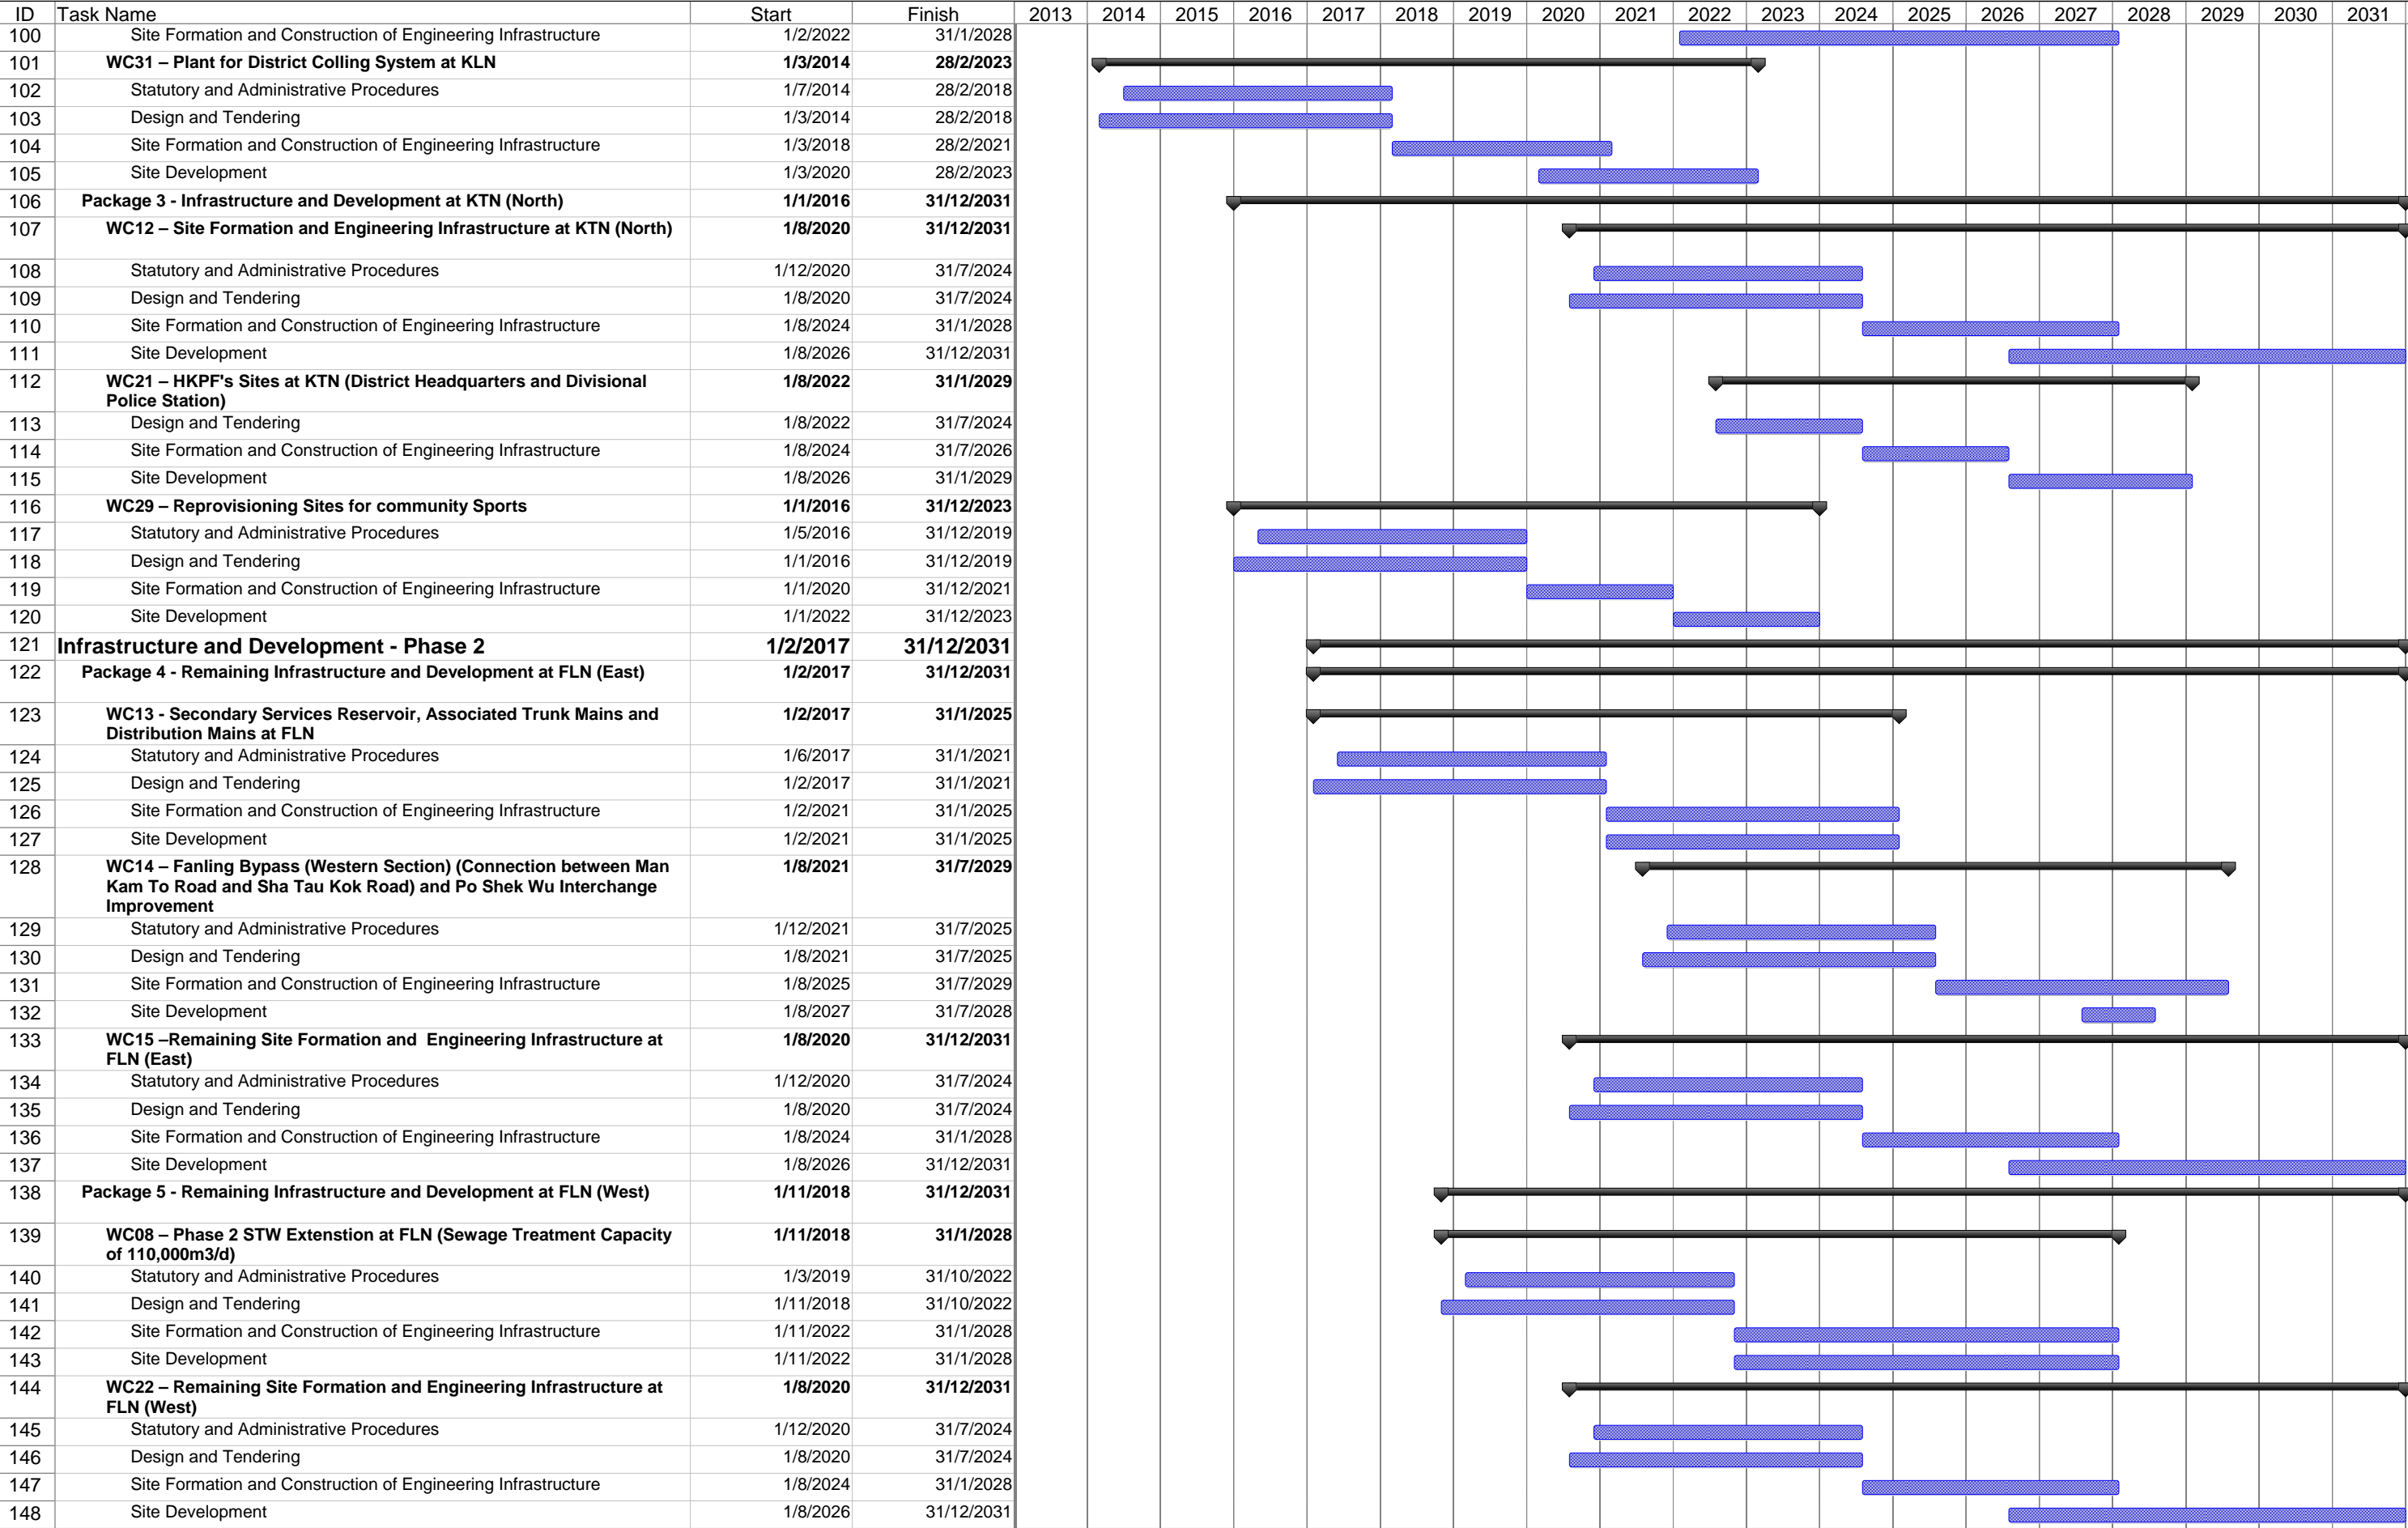 ID Task Name Start Finish 2013 2014 2015 2016 2017 2018 2019 2020 2021 2022 2023 2024 2025 2026 2027 2028 2029 2030 2031
100 Site Formation and Construction of Engineering Infrastructure 1/2/2022 31/1/2028
101 WC31 – Plant for District Colling System at KLN 1/3/2014 28/2/2023
102 Statutory and Administrative Procedures 1/7/2014 28/2/2018
103 Design and Tendering 1/3/2014 28/2/2018
104 Site Formation and Construction of Engineering Infrastructure 1/3/2018 28/2/2021
105 Site Development 1/3/2020 28/2/2023
106 Package 3 - Infrastructure and Development at KTN (North) 1/1/2016 31/12/2031
107 WC12 – Site Formation and Engineering Infrastructure at KTN (North) 1/8/2020 31/12/2031
108 Statutory and Administrative Procedures 1/12/2020 31/7/2024
109 Design and Tendering 1/8/2020 31/7/2024
110 Site Formation and Construction of Engineering Infrastructure 1/8/2024 31/1/2028
111 Site Development 1/8/2026 31/12/2031
112 WC21 – HKPF's Sites at KTN (District Headquarters and Divisional 1/8/2022 31/1/2029
Police Station)
113 Design and Tendering 1/8/2022 31/7/2024
114 Site Formation and Construction of Engineering Infrastructure 1/8/2024 31/7/2026
115 Site Development 1/8/2026 31/1/2029
116 WC29 – Reprovisioning Sites for community Sports 1/1/2016 31/12/2023
117 Statutory and Administrative Procedures 1/5/2016 31/12/2019
118 Design and Tendering 1/1/2016 31/12/2019
119 Site Formation and Construction of Engineering Infrastructure 1/1/2020 31/12/2021
120 Site Development 1/1/2022 31/12/2023
121 Infrastructure and Development - Phase 2 1/2/2017 31/12/2031
122 Package 4 - Remaining Infrastructure and Development at FLN (East) 1/2/2017 31/12/2031
123 WC13 - Secondary Services Reservoir, Associated Trunk Mains and 1/2/2017 31/1/2025
Distribution Mains at FLN
124 Statutory and Administrative Procedures 1/6/2017 31/1/2021
125 Design and Tendering 1/2/2017 31/1/2021
126 Site Formation and Construction of Engineering Infrastructure 1/2/2021 31/1/2025
127 Site Development 1/2/2021 31/1/2025
128 WC14 – Fanling Bypass (Western Section) (Connection between Man 1/8/2021 31/7/2029
Kam To Road and Sha Tau Kok Road) and Po Shek Wu Interchange
Improvement
129 Statutory and Administrative Procedures 1/12/2021 31/7/2025
130 Design and Tendering 1/8/2021 31/7/2025
131 Site Formation and Construction of Engineering Infrastructure 1/8/2025 31/7/2029
132 Site Development 1/8/2027 31/7/2028
133 WC15 –Remaining Site Formation and  Engineering Infrastructure at 1/8/2020 31/12/2031
FLN (East)
134 Statutory and Administrative Procedures 1/12/2020 31/7/2024
135 Design and Tendering 1/8/2020 31/7/2024
136 Site Formation and Construction of Engineering Infrastructure 1/8/2024 31/1/2028
137 Site Development 1/8/2026 31/12/2031
138 Package 5 - Remaining Infrastructure and Development at FLN (West) 1/11/2018 31/12/2031
139 WC08 – Phase 2 STW Extenstion at FLN (Sewage Treatment Capacity 1/11/2018 31/1/2028
of 110,000m3/d)
140 Statutory and Administrative Procedures 1/3/2019 31/10/2022
141 Design and Tendering 1/11/2018 31/10/2022
142 Site Formation and Construction of Engineering Infrastructure 1/11/2022 31/1/2028
143 Site Development 1/11/2022 31/1/2028
144 WC22 – Remaining Site Formation and Engineering Infrastructure at 1/8/2020 31/12/2031
FLN (West)
145 Statutory and Administrative Procedures 1/12/2020 31/7/2024
146 Design and Tendering 1/8/2020 31/7/2024
147 Site Formation and Construction of Engineering Infrastructure 1/8/2024 31/1/2028
148 Site Development 1/8/2026 31/12/2031